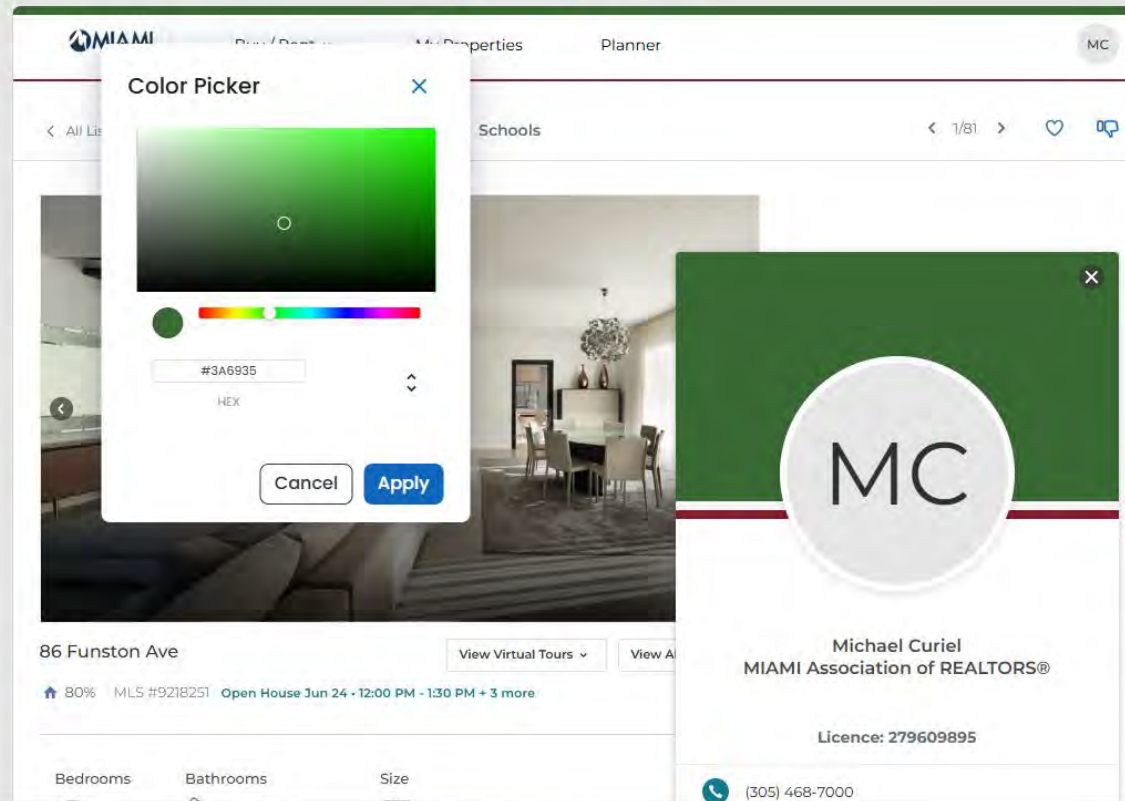 MIAMI
My Properties
Planner
MC
Color Picker
All
Schools
1/81
#3A6935
HEX
Cancel
Apply
MC
86 Funston Ave
View Virtual Tours
View
80%
MLS #9218251
Open House Jun 24 • 12:00 PM - 1:30 PM + 3 more
Michael Curiel
MIAMI Association of REALTORS®
Licence: 279609895
Bedrooms
Bathrooms
Size
(305) 468-7000